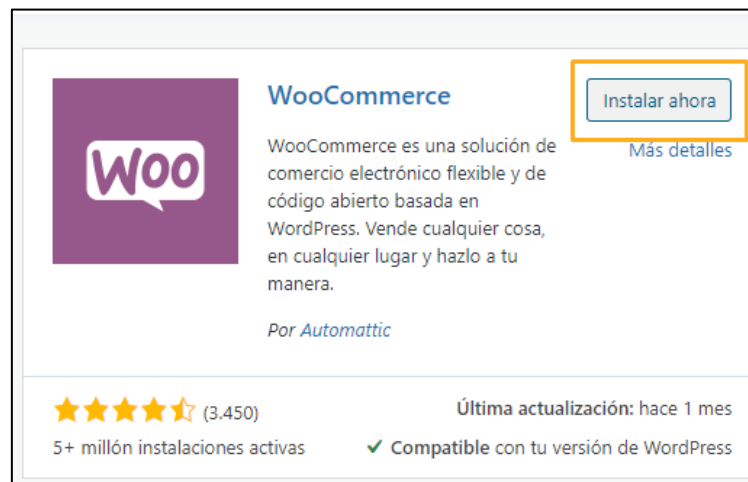 WooCommerce
Instalar ahora
WooCommerce es una solución de
comercio electrónico flexible y de
código abierto basada en
WordPress. Vende cualquier cosa,
en cualquier lugar y hazlo a tu
manera.
Más detalles
Por Automattic
Woo
(3.450)
Última actualización: hace 1 mes
5+ millón instalaciones activas
Compatible con tu versión de WordPress